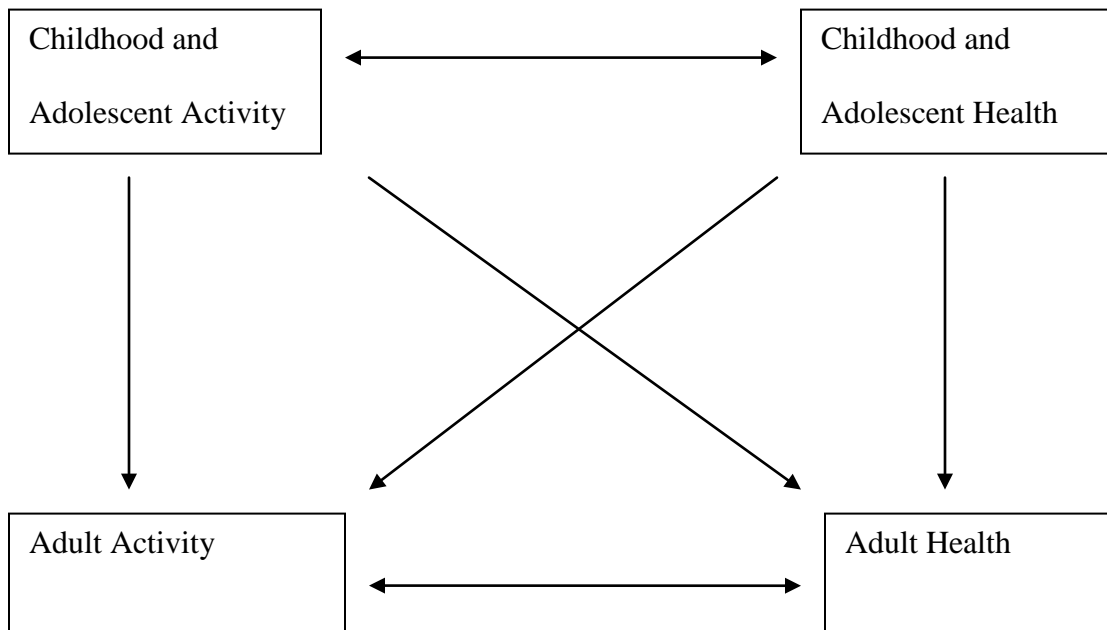 Childhood and
Adolescent Activity
Childhood and
Adolescent Health
Adult Activity
Adult Health